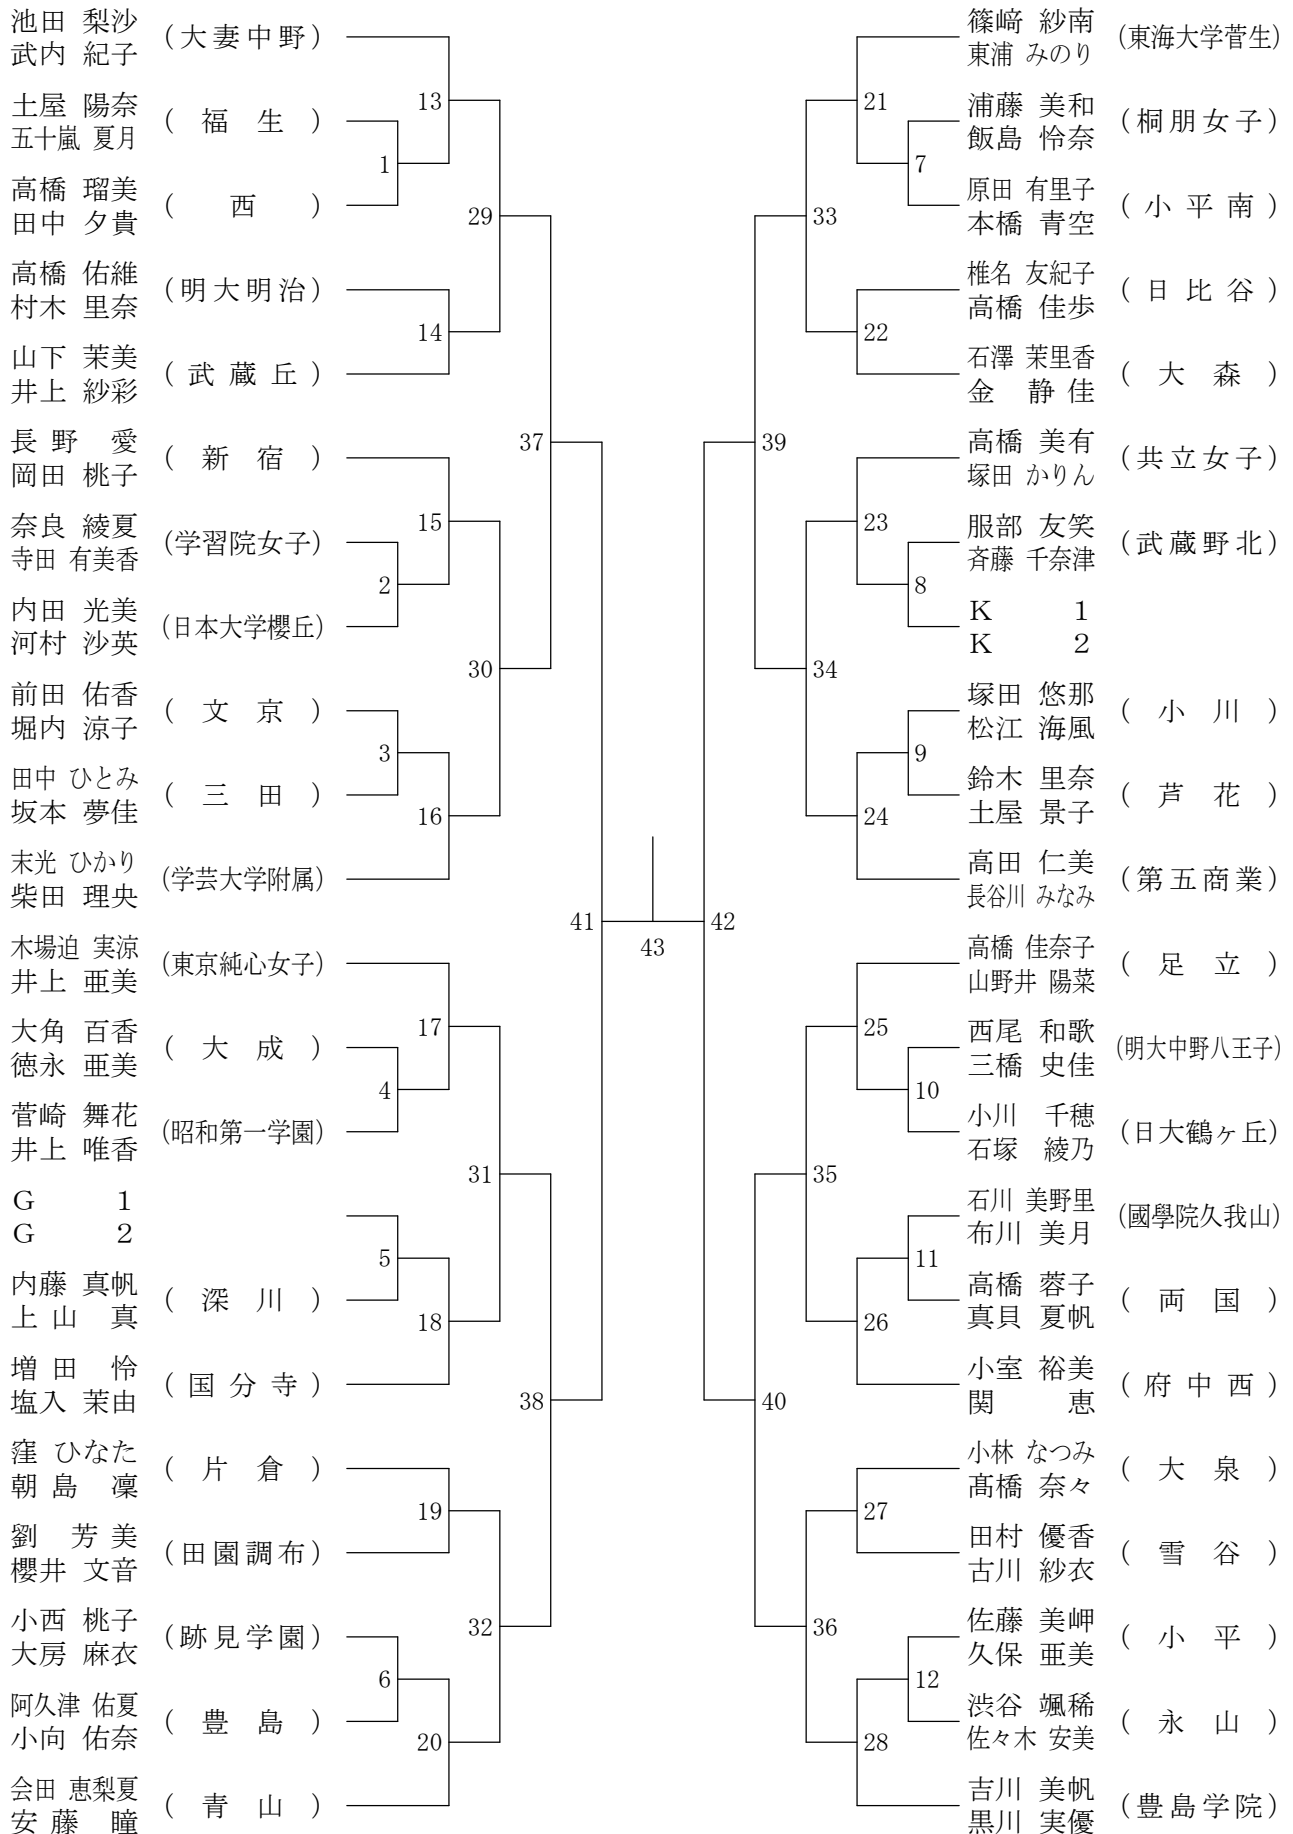 池田 梨沙
武内 紀子
(大妻中野)
土屋 陽奈
五十嵐 夏月
(福生)
高橋 瑠美
田中 夕貴
(西)
高橋 佑維
村木 里奈
(明大明治)
山下 茉美
井上 紗彩
(武蔵丘)
長野 愛
岡田 桃子
(新宿)
奈良 綾夏
寺田 有美香
(学習院女子)
内田 光美
河村 沙英
(日本大学櫻丘)
前田 佑香
堀内 涼子
(文京)
田中 ひとみ
坂本 夢佳
(三田)
末光 ひかり
柴田 理央
(学芸大学附属)
木場迫 実涼
井上 亜美
(東京純心女子)
大角 百香
徳永 亜美
(大成)
菅崎 舞花
井上 唯香
(昭和第一学園)
G 1
G 2
内藤 真帆
上山 真
(深川)
増田 怜
塩入 茉由
(国分寺)
窪 ひなた
朝島 凜
(片倉)
劉 芳美
櫻井 文音
(田園調布)
小西 桃子
大房 麻衣
(跡見学園)
阿久津 佑夏
小向 佑奈
(豊島)
会田 恵梨夏
安藤 瞳
(青山)
1
2
3
4
5
6
13
14
15
16
17
18
19
20
29
30
31
32
37
38
41
43
42
39
40
33
34
35
36
21
22
23
24
25
26
27
28
7
8
9
10
11
12
篠﨑 紗南
東浦 みのり
(東海大学菅生)
浦藤 美和
飯島 怜奈
(桐朋女子)
原田 有里子
本橋 青空
(小平南)
椎名 友紀子
高橋 佳歩
(日比谷)
石澤 茉里香
金 静佳
(大森)
高橋 美有
塚田 かりん
(共立女子)
服部 友笑
斉藤 千奈津
(武蔵野北)
K 1
K 2
塚田 悠那
松江 海風
(小川)
鈴木 里奈
土屋 景子
(芦花)
高田 仁美
長谷川 みなみ
(第五商業)
高橋 佳奈子
山野井 陽菜
(足立)
西尾 和歌
三橋 史佳
(明大中野八王子)
小川 千穂
石塚 綾乃
(日大鶴ヶ丘)
石川 美野里
布川 美月
(國學院久我山)
高橋 蓉子
真貝 夏帆
(両国)
小室 裕美
関 恵
(府中西)
小林 なつみ
髙橋 奈々
(大泉)
田村 優香
古川 紗衣
(雪谷)
佐藤 美岬
久保 亜美
(小平)
渋谷 颯稀
佐々木 安美
(永山)
吉川 美帆
黒川 実優
(豊島学院)